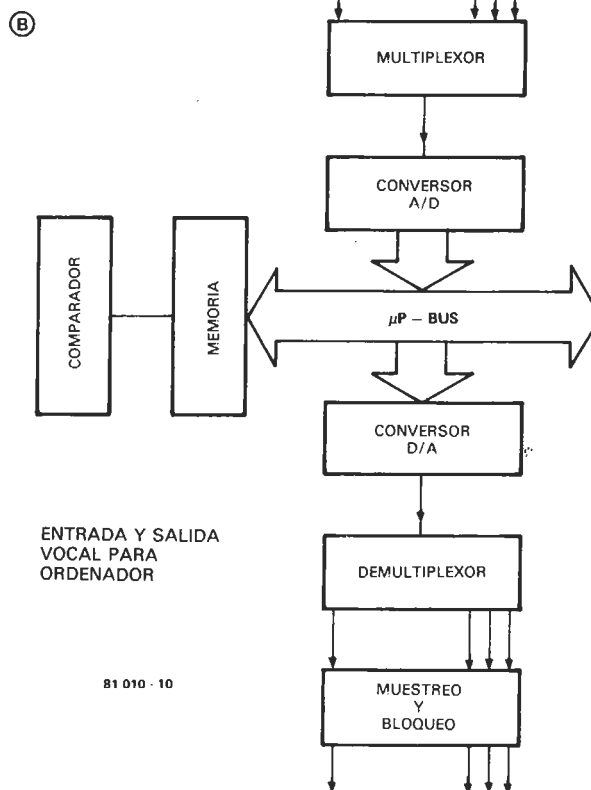 B
MULTIPLEXOR
CONVERSOR
A/D
COMPARADOR
MEMORIA
μP – BUS
CONVERSOR
D/A
ENTRADA Y SALIDA
VOCAL PARA
ORDENADOR
DEMULTIPLEXOR
81 010 - 10
MUESTREO
Y
BLOQUEO